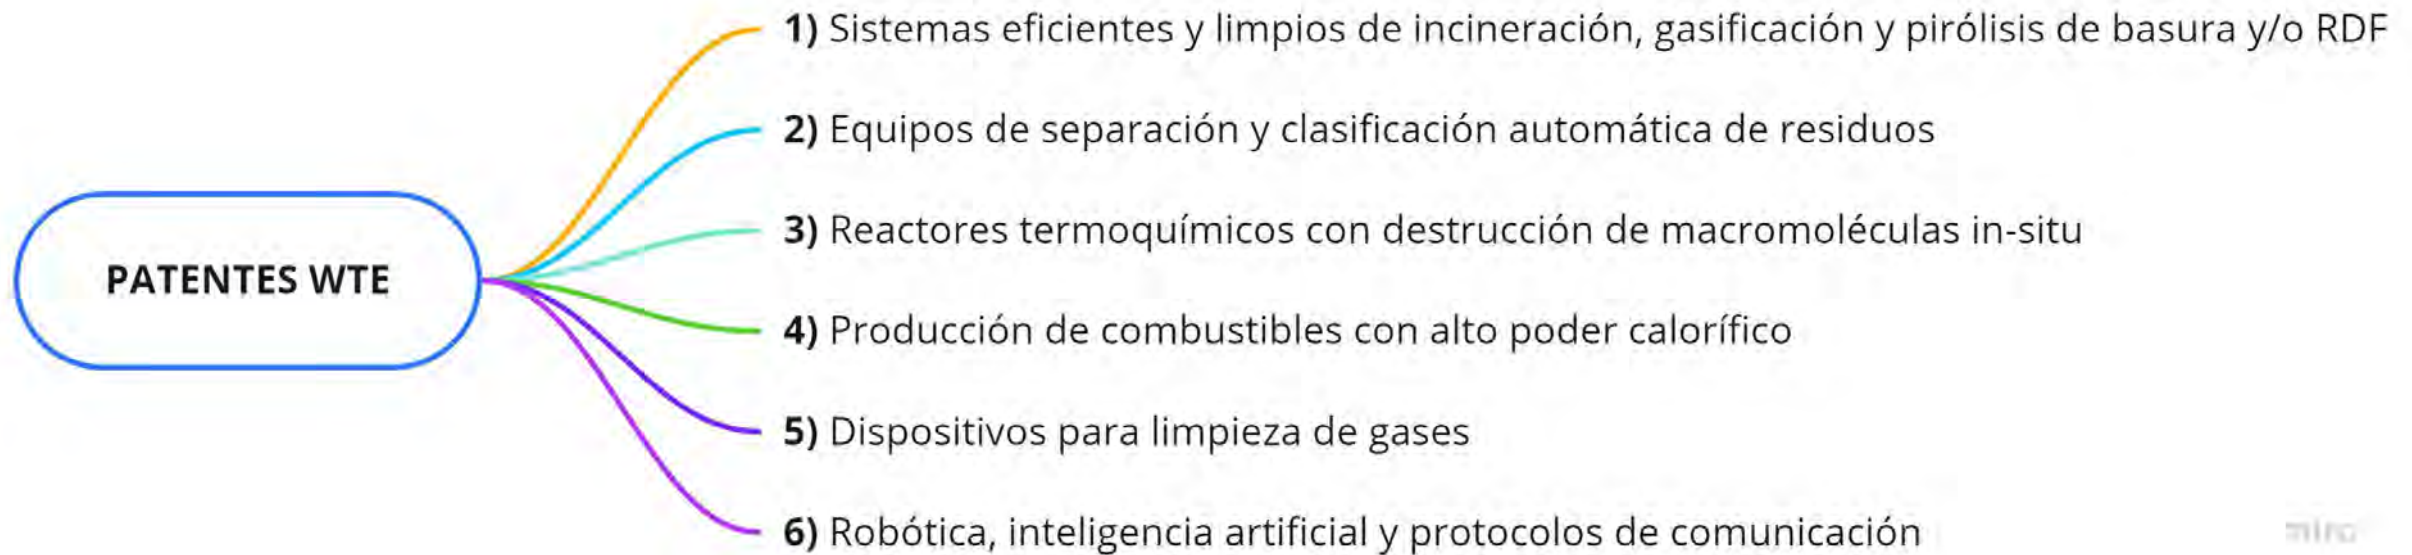 PATENTES WTE
1) Sistemas eficientes y limpios de incineración, gasificación y pirólisis de basura y/o RDF
2) Equipos de separación y clasificación automática de residuos
3) Reactores termoquímicos con destrucción de macromoléculas in-situ
4) Producción de combustibles con alto poder calorífico
5) Dispositivos para limpieza de gases
6) Robótica, inteligencia artificial y protocolos de comunicación
miro